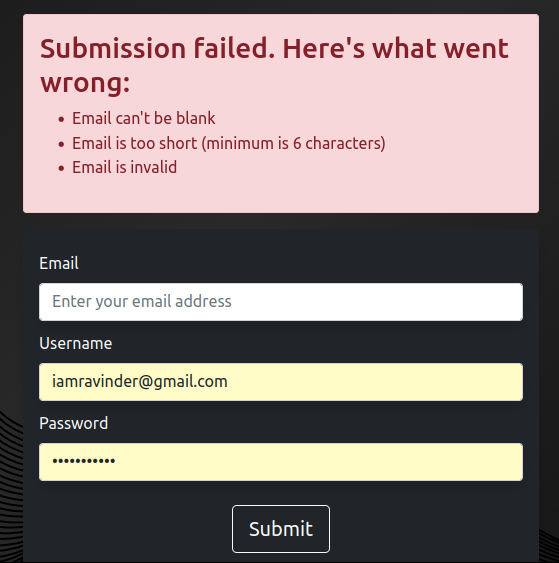 Submission failed. Here's what went
wrong:
• Email can't be blank
• Email is too short (minimum is 6 characters)
• Email is invalid
Email
Enter your email address
Username
iamravinder@gmail.com
Password
•••••••••••
Submit